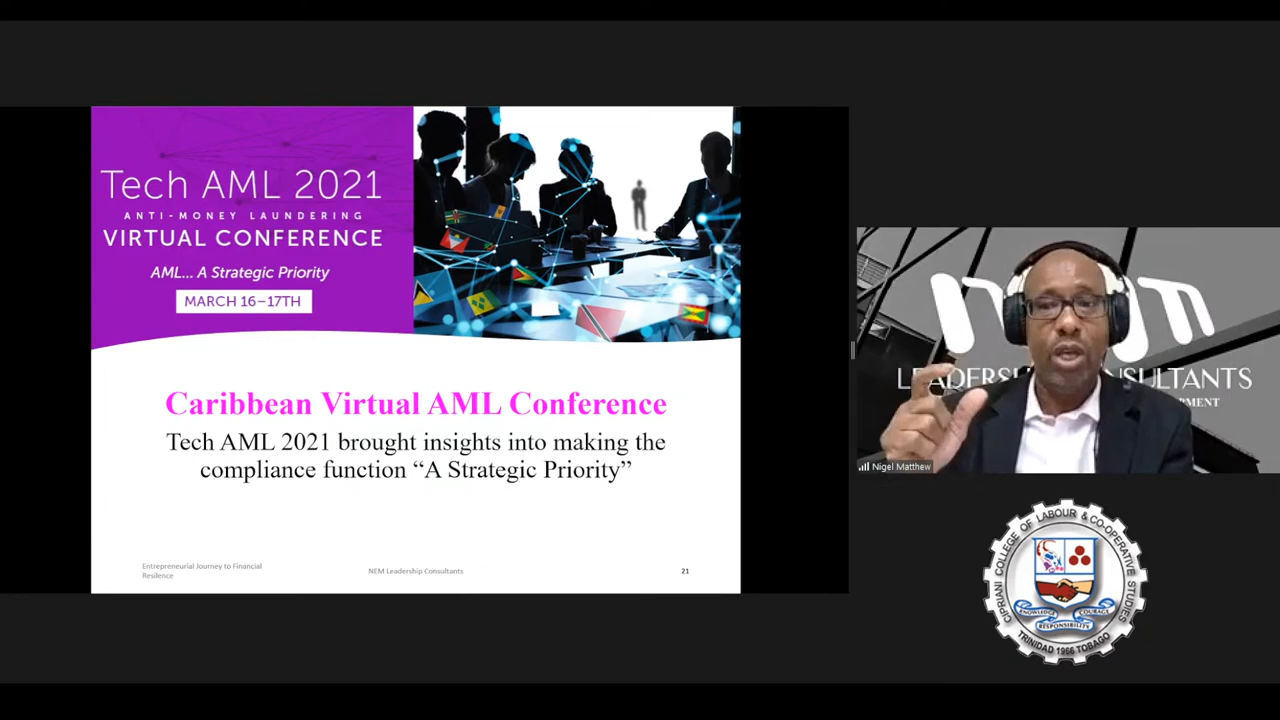 Tech AML 2021
ANTI-MONEY LAUNDERING
VIRTUAL CONFERENCE
AML... A Strategic Priority
MARCH 16–17TH
Caribbean Virtual AML Conference
Tech AML 2021 brought insights into making the
compliance function “A Strategic Priority”
Entrepreneurial Journey to Financial
Resilence
NEM Leadership Consultants
21
Nigel Matthew
CIPRIANI COLLEGE OF LABOUR & CO-OPERATIVE STUDIES
KNOWLEDGE
COURAGE
RESPONSIBILITY
TRINIDAD 1966 TOBAGO